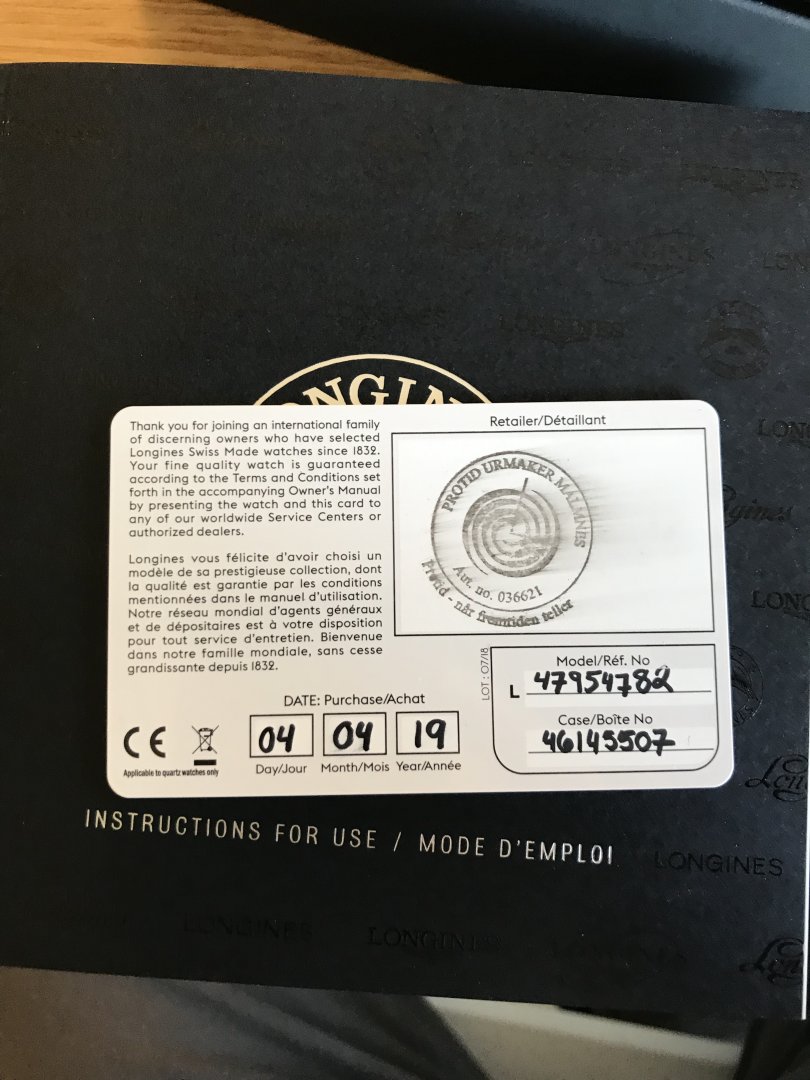 LONGINES
LONGINES
LONGIN
Thank you for joining an international family
of discerning owners who have selected
Longines Swiss Made watches since 1832.
Your fine quality watch is guaranteed
according to the Terms and Conditions set
forth in the accompanying Owner's Manual
by presenting the watch and this card to
any of our worldwide Service Centers or
authorized dealers.
Longines vous félicite d'avoir choisi un
modèle de sa prestigieuse collection, dont
la qualité est garantie par les conditions
mentionnées dans le manuel d'utilisation.
Notre réseau mondial d'agents généraux
et de dépositaires est à votre disposition
pour tout service d'entretien. Bienvenue
dans notre famille mondiale, sans cesse
grandissante depuis 1832.
Retailer/Détaillant
PROTID URMAKER MALMNES
Aut. no. 036621
Protid - når fremtiden teller
LOT: 07/18
Model/Réf. No
L 47954782
Case/Boîte No
46145507
DATE: Purchase/Achat
04 04 19
Day/Jour Month/Mois Year/Année
CE
Applicable to quartz watches only
INSTRUCTIONS FOR USE / MODE D'EMPLOI
LONGINES
LONGINES
LONGINES